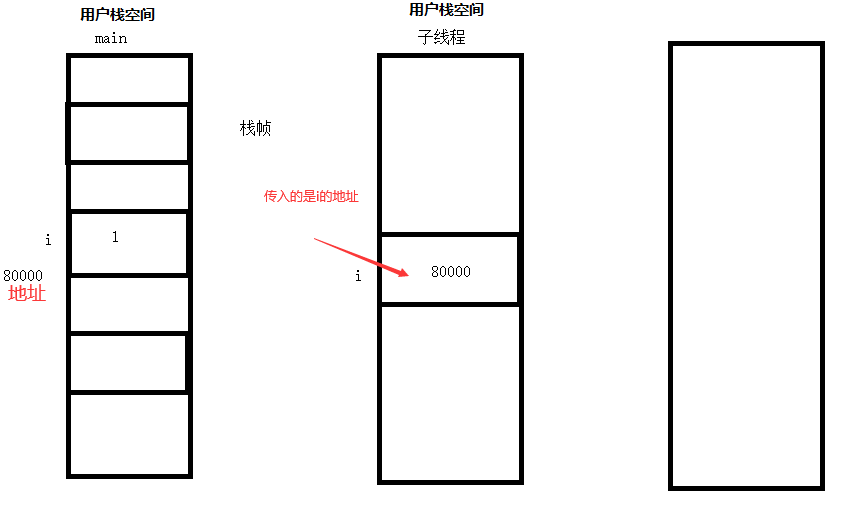 用户栈空间
main
用户栈空间
子线程
栈帧
传入的是i的地址
i
1
80000
地址
i
80000